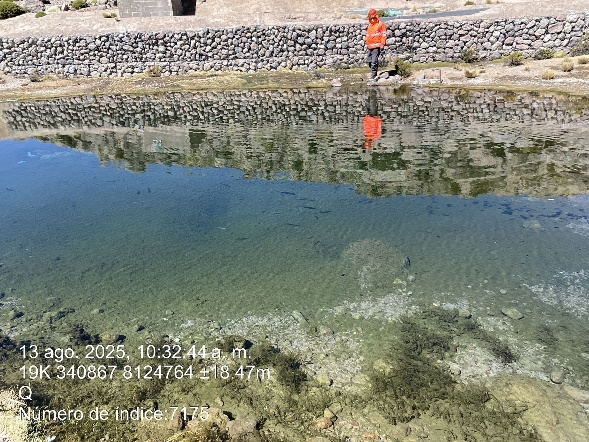 13 ago. 2025, 10:32:44 a. m.
19K 340867 8124764 ±18.47m
Q
Número de índice:7175